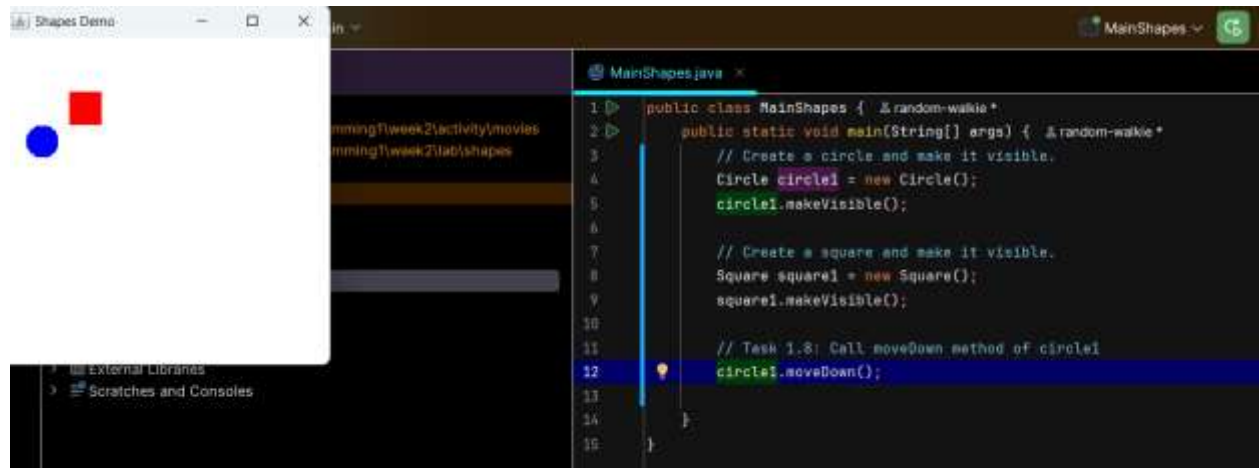 Shapes Demo
in
MainShapes
MainShapes.java
mming1\week2\activity\movies
mming1\week2\lab\shapes
External Libraries
Scratches and Consoles
1 public class MainShapes { random-walkie *
2 public static void main(String[] args) { random-walkie *
3 // Create a circle and make it visible.
4 Circle circle1 = new Circle();
5 circle1.makeVisible();
6
7 // Create a square and make it visible.
8 Square square1 = new Square();
9 square1.makeVisible();
10
11 // Task 1.8: Call moveDown method of circle1
12 circle1.moveDown();
13
14 }
15 }